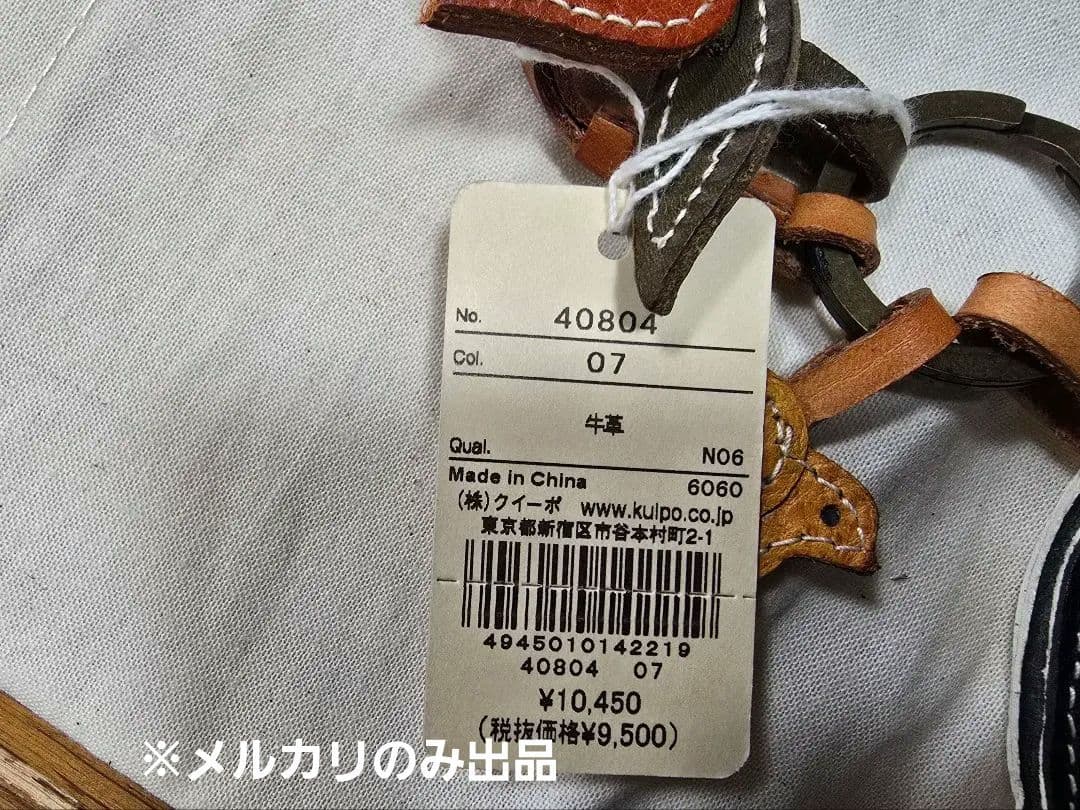 No. 40804
Col. 07
牛革
Qual. N06
Made in China 6060
(株)クイーポ www.kuipo.co.jp
東京都新宿区市谷本村町2-1
4945010142219
40804 07
¥10,450
(税抜価格¥9,500)
※メルカリのみ出品